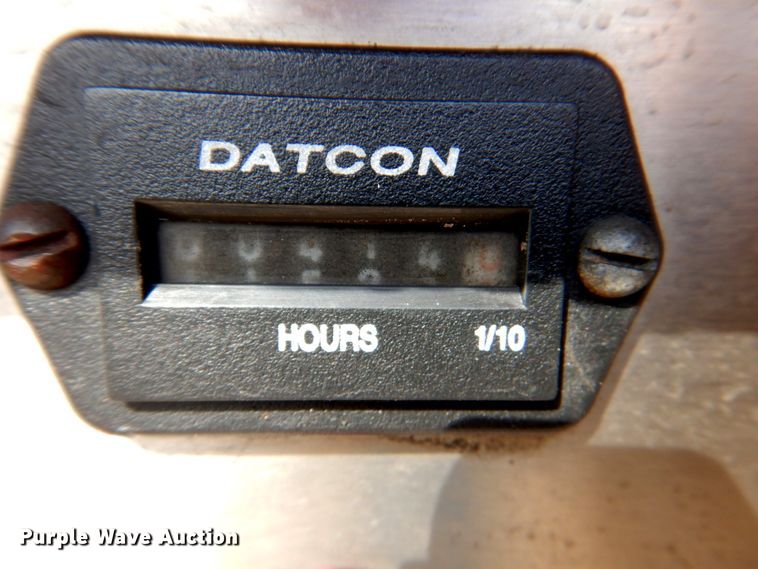 DATCON
HOURS 1/10
Purple Wave Auction